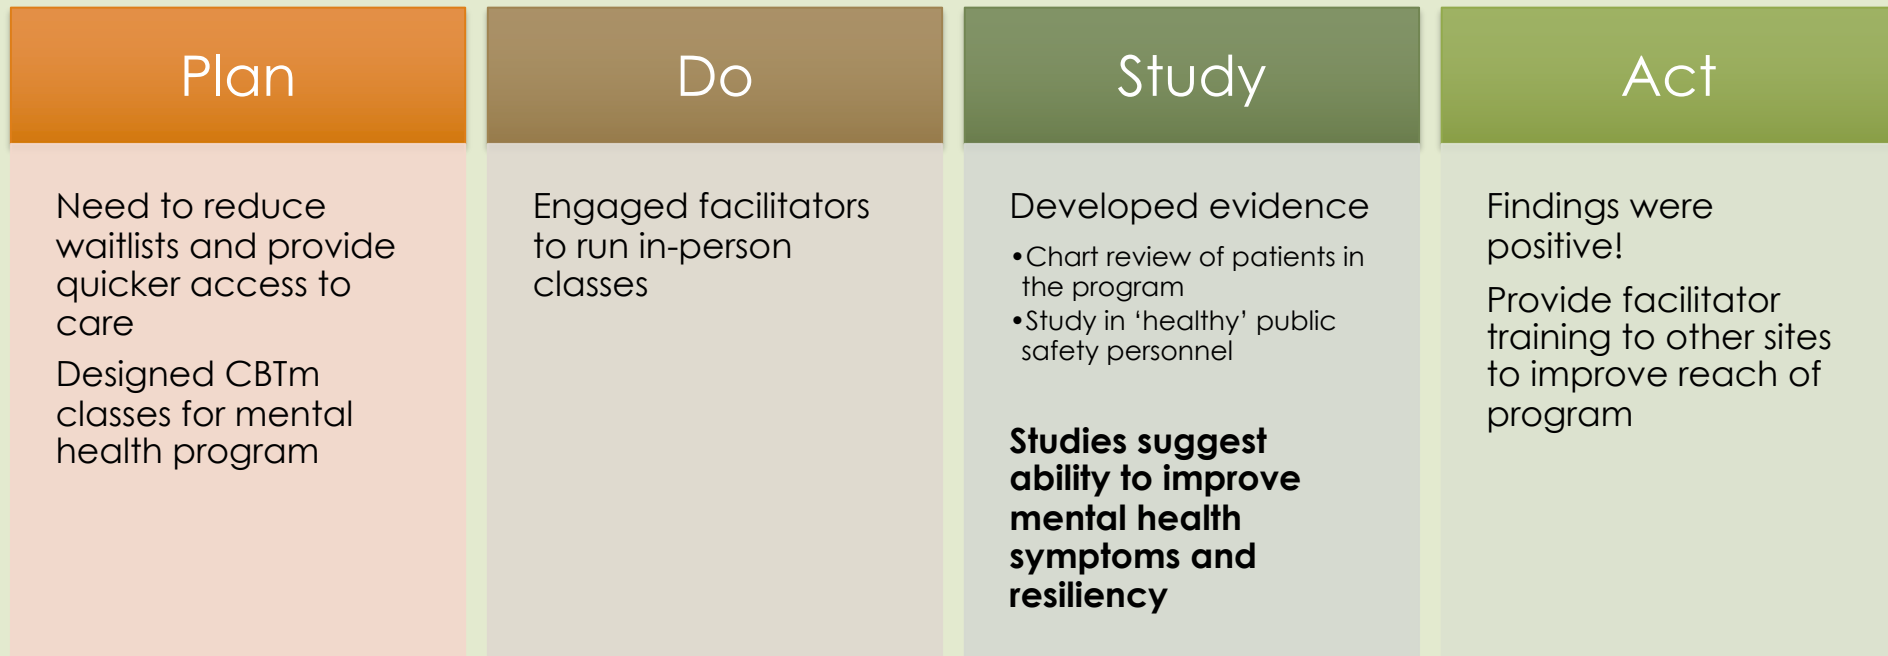 Plan
Need to reduce
waitlists and provide
quicker access to
care
Designed CBTm
classes for mental
health program
Do
Engaged facilitators
to run in-person
classes
Study
Developed evidence
•Chart review of patients in
the program
•Study in ‘healthy’ public
safety personnel
Studies suggest
ability to improve
mental health
symptoms and
resiliency
Act
Findings were
positive!
Provide facilitator
training to other sites
to improve reach of
program